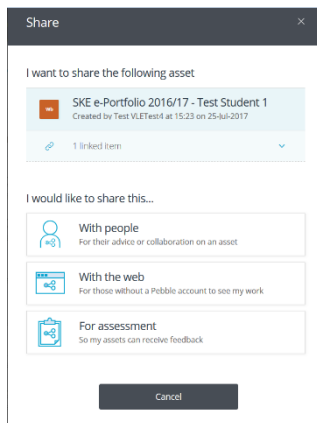 Share
I want to share the following asset
SKE e-Portfolio 2016/17 - Test Student 1
Created by Test VLETest4 at 15:23 on 25-Jul-2017
1 linked item
I would like to share this...
With people
For their advice or collaboration on an asset
With the web
For those without a Pebble account to see my work
For assessment
So my assets can receive feedback
Cancel